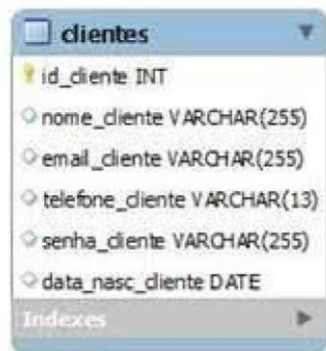 clientes
id_cliente INT
nome_cliente VARCHAR(255)
email_cliente VARCHAR(255)
telefone_cliente VARCHAR(13)
senha_cliente VARCHAR(255)
data_nasc_cliente DATE
Indexes